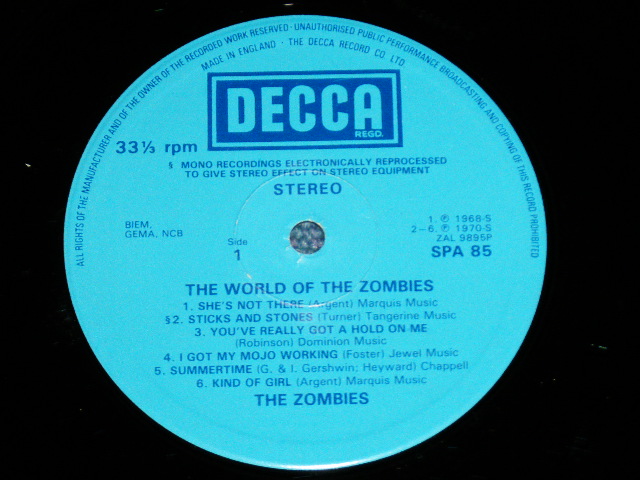 ALL RIGHTS OF THE MANUFACTURER AND OF THE OWNER OF THE RECORDED WORK RESERVED · UNAUTHORISED PUBLIC PERFORMANCE BROADCASTING AND COPYING OF THIS RECORD PROHIBITED
MADE IN ENGLAND · THE DECCA RECORD CO LTD
DECCA
REGD.
33⅓ rpm
§ MONO RECORDINGS ELECTRONICALLY REPROCESSED
TO GIVE STEREO EFFECT ON STEREO EQUIPMENT
STEREO
BIEM,
GEMA, NCB
Side
1
1. ℗ 1968·S
2–6. ℗ 1970·S
ZAL 9895P
SPA 85
THE WORLD OF THE ZOMBIES
1. SHE'S NOT THERE (Argent) Marquis Music
§2. STICKS AND STONES (Turner) Tangerine Music
3. YOU'VE REALLY GOT A HOLD ON ME
(Robinson) Dominion Music
4. I GOT MY MOJO WORKING (Foster) Jewel Music
5. SUMMERTIME (G. & I. Gershwin; Heyward) Chappell
6. KIND OF GIRL (Argent) Marquis Music
THE ZOMBIES